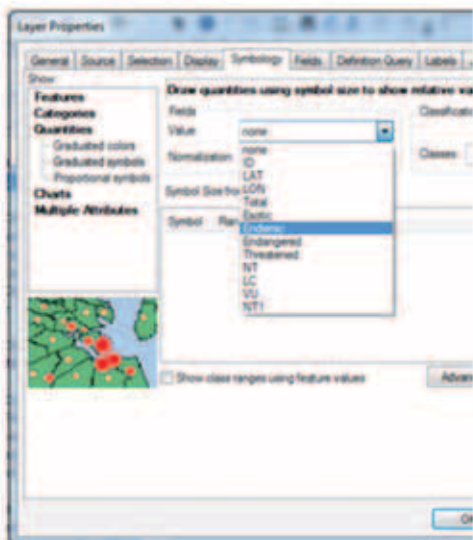 Layer Properties
General Source Selection Display Symbology Fields Definition Query Labels
Show:
Features
Categories
Quantities
Graduated colors
Graduated symbols
Proportional symbols
Charts
Multiple Attributes
Draw quantities using symbol size to show relative va
Fields
Value none
Classificati
Normalization
Classes
none
ID
LAT
LON
Total
Exotic
Endemic
Endangered
Threatened
NT
LC
VU
NT1
Symbol Size fro
Symbol Ran
Show class ranges using feature values
Advan
OK